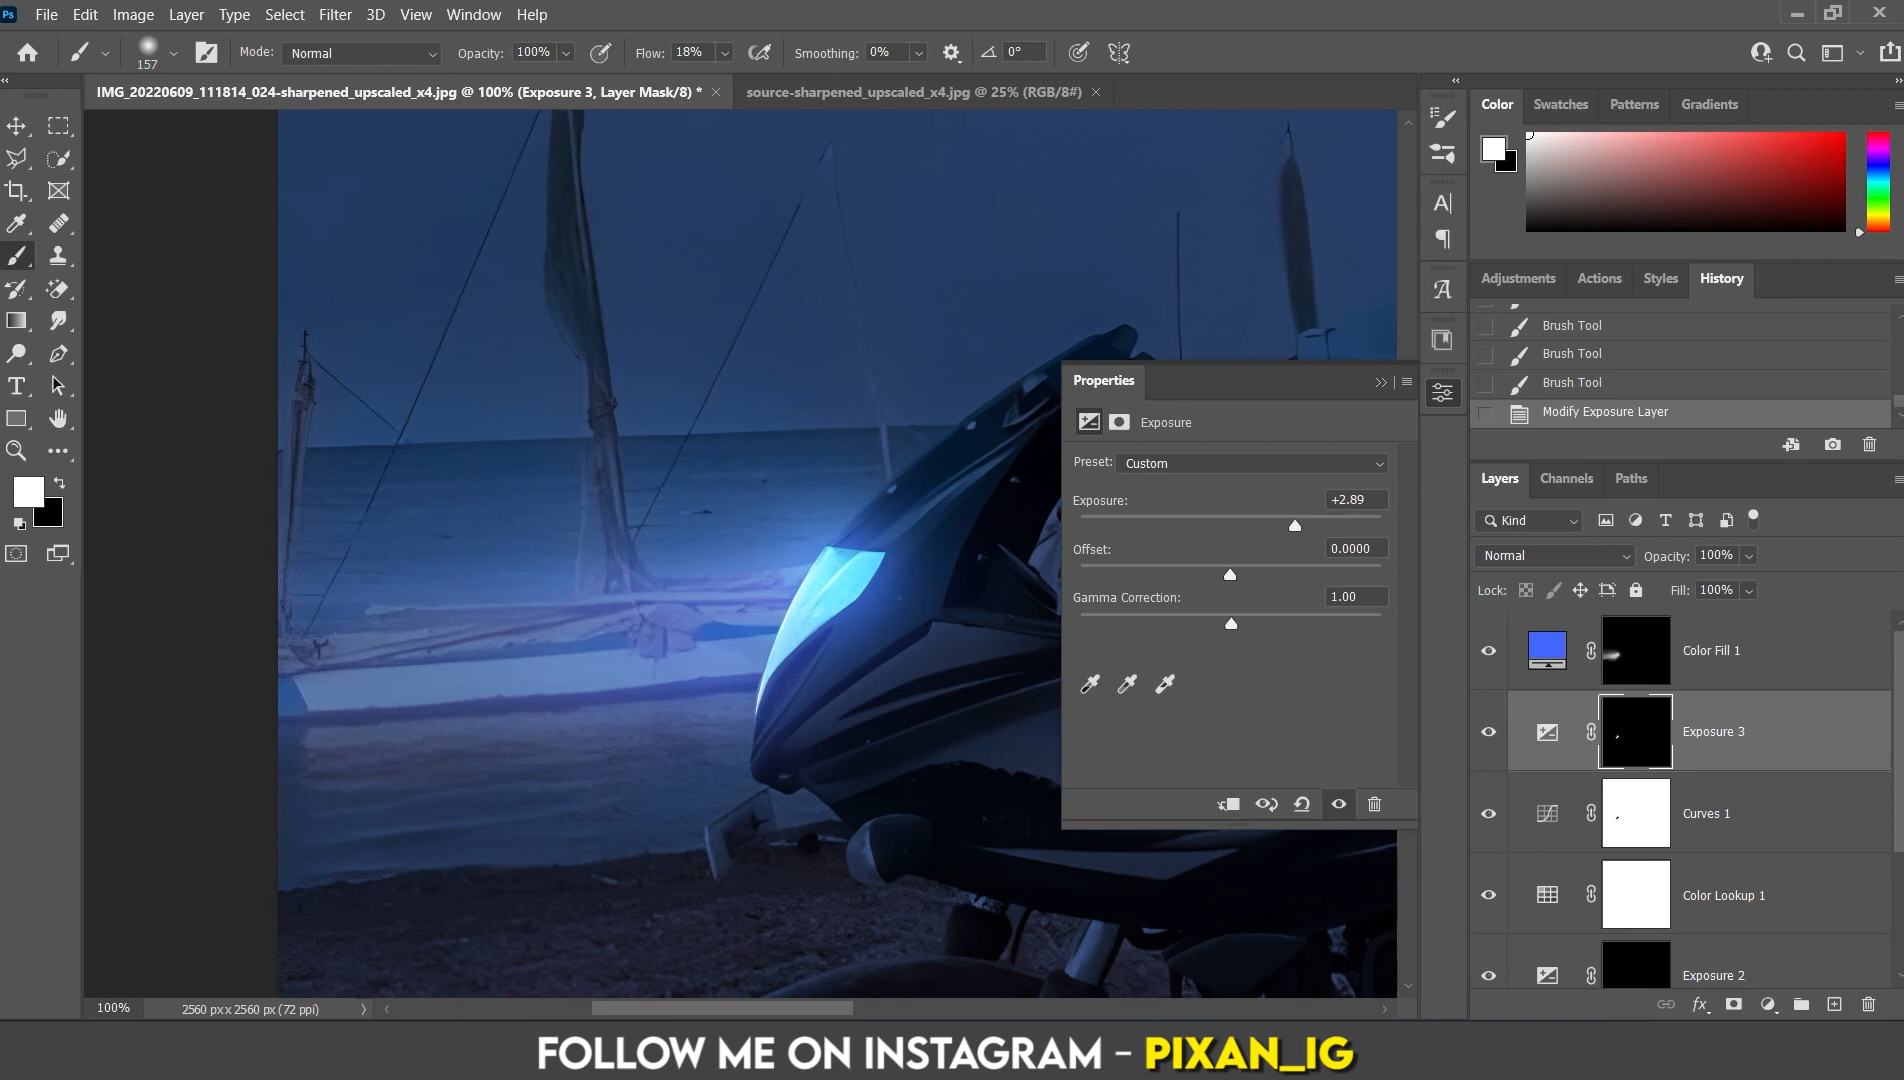 Ps File Edit Image Layer Type Select Filter 3D View Window Help
157 Mode: Normal Opacity: 100% Flow: 18% Smoothing: 0% 0°
IMG_20220609_111814_024-sharpened_upscaled_x4.jpg @ 100% (Exposure 3, Layer Mask/8) *
source-sharpened_upscaled_x4.jpg @ 25% (RGB/8#)
Color Swatches Patterns Gradients
Adjustments Actions Styles History
Brush Tool
Brush Tool
Brush Tool
Modify Exposure Layer
Properties
Exposure
Preset: Custom
Exposure: +2.89
Offset: 0.0000
Gamma Correction: 1.00
Layers Channels Paths
Kind
Normal Opacity: 100%
Lock: Fill: 100%
Color Fill 1
Exposure 3
Curves 1
Color Lookup 1
Exposure 2
100% 2560 px x 2560 px (72 ppi)
FOLLOW ME ON INSTAGRAM - PIXAN_IG